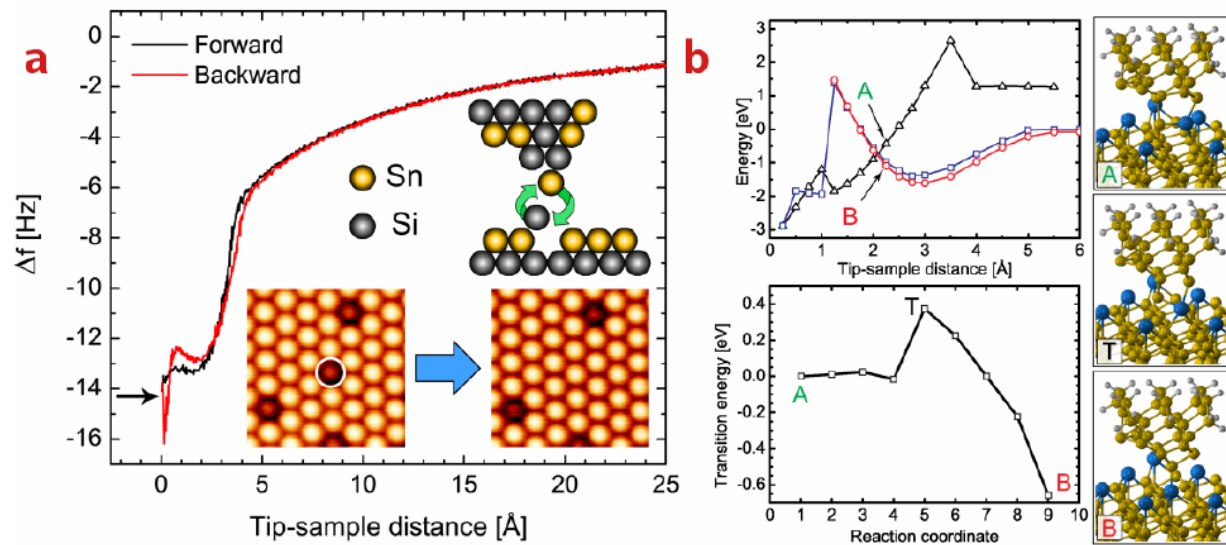 a
Forward
Backward
Sn
Si
Δf [Hz]
0
-2
-4
-6
-8
-10
-12
-14
-16
0 5 10 15 20 25
Tip-sample distance [Å]
b
Energy [eV]
3
2
1
0
-1
-2
-3
A
B
0 1 2 3 4 5 6
Tip-sample distance [Å]
Transition energy [eV]
0.4
0.2
0.0
-0.2
-0.4
-0.6
A
T
B
0 1 2 3 4 5 6 7 8 9 10
Reaction coordinate
A
T
B